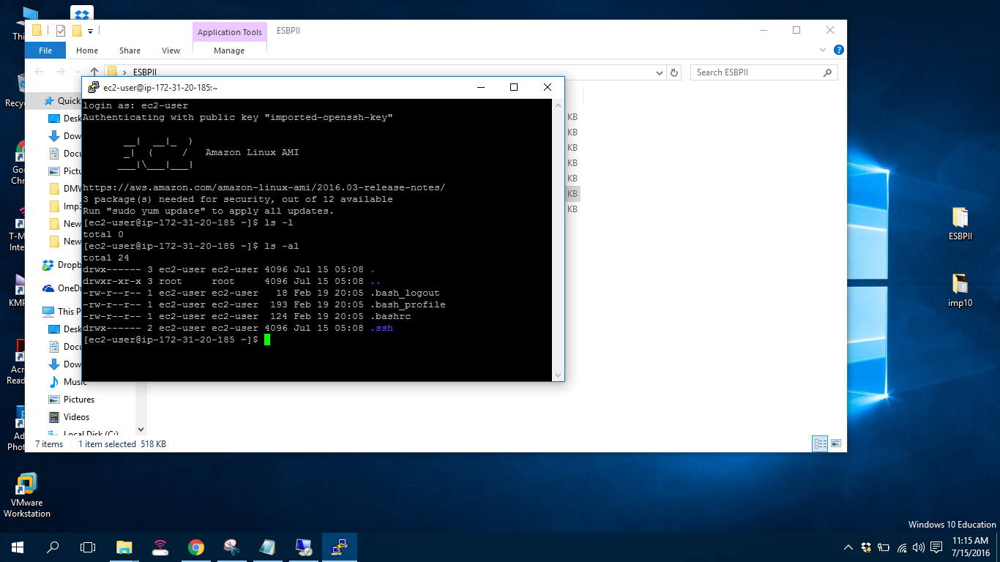 Application Tools
ESBPII
File
Home
Share
View
Manage
ESBPII
Search ESBPII
Quick
Desk
Dow
Docu
Pictu
DMW
Imp
New
New
Dropb
OneD
This P
Desk
Docu
Dow
Music
Pictures
Videos
Local Disk (C:)
7 items
1 item selected 518 KB
KB
KB
KB
KB
KB
KB
KB
ec2-user@ip-172-31-20-185:~
login as: ec2-user
Authenticating with public key "imported-openssh-key"
__|  __|_  )
_|  (     /   Amazon Linux AMI
___|\___|___|
https://aws.amazon.com/amazon-linux-ami/2016.03-release-notes/
3 package(s) needed for security, out of 12 available
Run "sudo yum update" to apply all updates.
[ec2-user@ip-172-31-20-185 ~]$ ls -l
total 0
[ec2-user@ip-172-31-20-185 ~]$ ls -al
total 24
drwx------ 3 ec2-user ec2-user 4096 Jul 15 05:08 .
drwxr-xr-x 3 root     root     4096 Jul 15 05:08 ..
-rw-r--r-- 1 ec2-user ec2-user   18 Feb 19 20:05 .bash_logout
-rw-r--r-- 1 ec2-user ec2-user  193 Feb 19 20:05 .bash_profile
-rw-r--r-- 1 ec2-user ec2-user  124 Feb 19 20:05 .bashrc
drwx------ 2 ec2-user ec2-user 4096 Jul 15 05:08 .ssh
[ec2-user@ip-172-31-20-185 ~]$
Thi
Recyc
Goo
Chr
T-M
KMP
Acr
Read
Ad
Phot
VMware
Workstation
ESBPII
imp10
Windows 10 Education
11:15 AM
7/15/2016